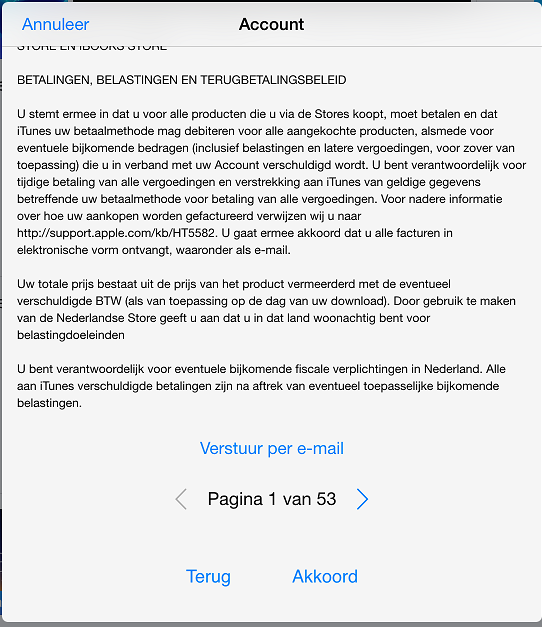 Annuleer Account
STORE EN IBOOKS STORE
BETALINGEN, BELASTINGEN EN TERUGBETALINGSBELEID
U stemt ermee in dat u voor alle producten die u via de Stores koopt, moet betalen en dat
iTunes uw betaalmethode mag debiteren voor alle aangekochte producten, alsmede voor
eventuele bijkomende bedragen (inclusief belastingen en latere vergoedingen, voor zover van
toepassing) die u in verband met uw Account verschuldigd wordt. U bent verantwoordelijk voor
tijdige betaling van alle vergoedingen en verstrekking aan iTunes van geldige gegevens
betreffende uw betaalmethode voor betaling van alle vergoedingen. Voor nadere informatie
over hoe uw aankopen worden gefactureerd verwijzen wij u naar
http://support.apple.com/kb/HT5582. U gaat ermee akkoord dat u alle facturen in
elektronische vorm ontvangt, waaronder als e-mail.
Uw totale prijs bestaat uit de prijs van het product vermeerderd met de eventueel
verschuldigde BTW (als van toepassing op de dag van uw download). Door gebruik te maken
van de Nederlandse Store geeft u aan dat u in dat land woonachtig bent voor
belastingdoeleinden
U bent verantwoordelijk voor eventuele bijkomende fiscale verplichtingen in Nederland. Alle
aan iTunes verschuldigde betalingen zijn na aftrek van eventueel toepasselijke bijkomende
belastingen.
Verstuur per e-mail
Pagina 1 van 53
Terug Akkoord